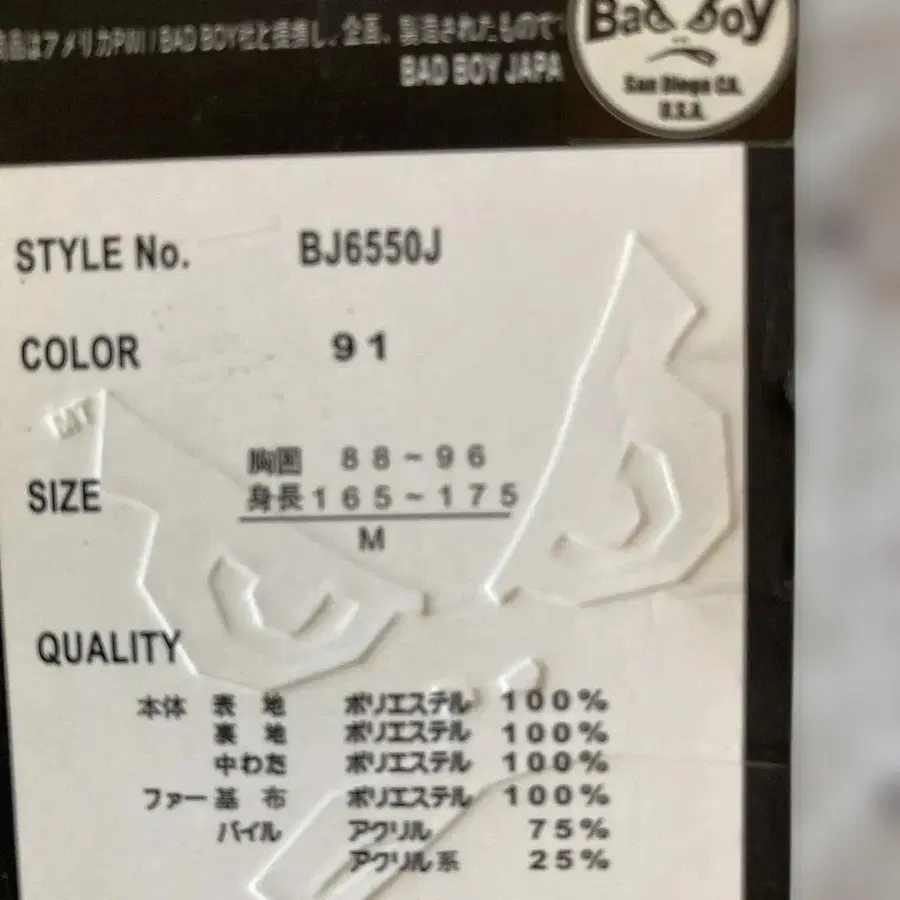 品はアメリカPW! BAD BOY社と提携し、企画、製造されたもので
BAD BOY JAPA
Bad Boy
San Diego CA.
U.S.A.
STYLE No. BJ6550J
COLOR 91
SIZE 胸囲 88~96
身長165~175
M
QUALITY
本体 表地 ポリエステル 100%
裏地 ポリエステル 100%
中わた ポリエステル 100%
ファー基布 ポリエステル 100%
パイル アクリル 75%
アクリル系 25%